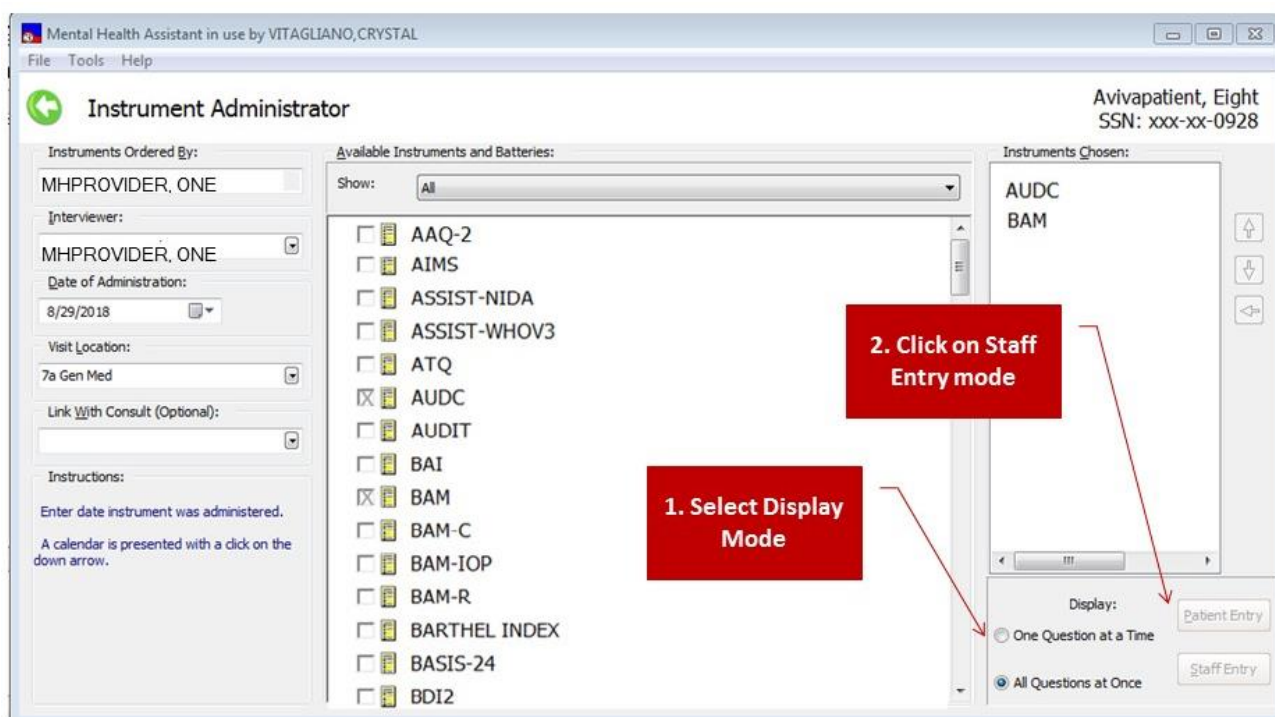 Mental Health Assistant in use by VITAGLIANO,CRYSTAL
File Tools Help
Instrument Administrator
Avivapatient, Eight
SSN: xxx-xx-0928
Instruments Ordered By:
MHPROVIDER, ONE
Interviewer:
MHPROVIDER, ONE
Date of Administration:
8/29/2018
Visit Location:
7a Gen Med
Link With Consult (Optional):
Instructions:
Enter date instrument was administered.
A calendar is presented with a click on the
down arrow.
Available Instruments and Batteries:
Show: All
AAQ-2
AIMS
ASSIST-NIDA
ASSIST-WHOV3
ATQ
AUDC
AUDIT
BAI
BAM
BAM-C
BAM-IOP
BAM-R
BARTHEL INDEX
BASIS-24
BDI2
Instruments Chosen:
AUDC
BAM
2. Click on Staff
Entry mode
1. Select Display
Mode
Display:
One Question at a Time
All Questions at Once
Patient Entry
Staff Entry